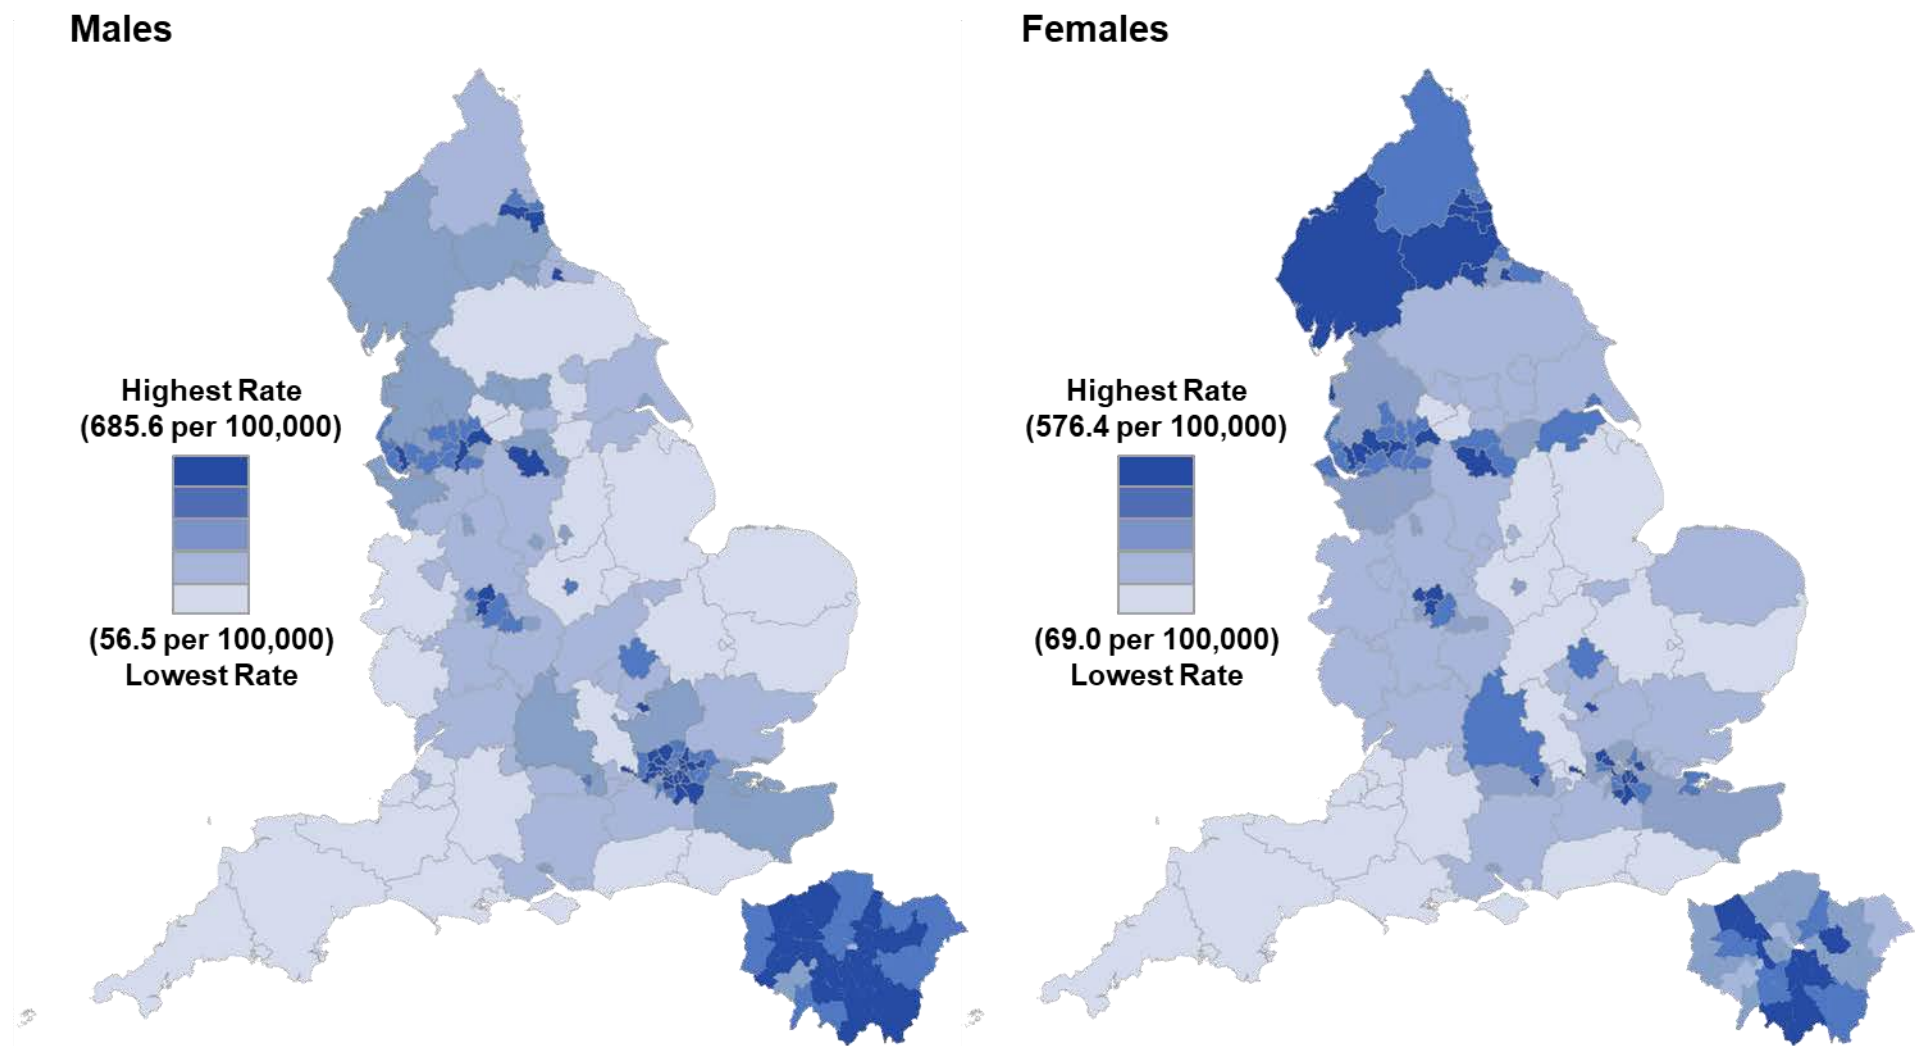 Males
Females
Highest Rate
(685.6 per 100,000)
(56.5 per 100,000)
Lowest Rate
Highest Rate
(576.4 per 100,000)
(69.0 per 100,000)
Lowest Rate